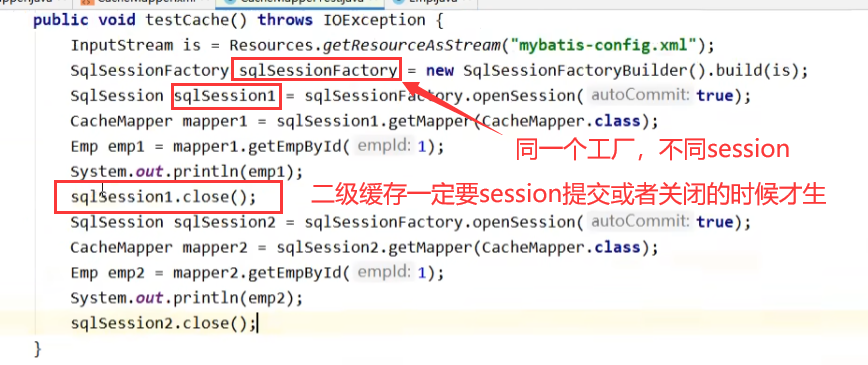 public void testCache() throws IOException {
InputStream is = Resources.getResourceAsStream("mybatis-config.xml");
SqlSessionFactory sqlSessionFactory = new SqlSessionFactoryBuilder().build(is);
SqlSession sqlSession1 = sqlSessionFactory.openSession( autoCommit: true);
CacheMapper mapper1 = sqlSession1.getMapper(CacheMapper.class);
Emp emp1 = mapper1.getEmpById( empId: 1);
同一个工厂，不同session
System.out.println(emp1);
sqlSession1.close();
二级缓存一定要session提交或者关闭的时候才生
SqlSession sqlSession2 = sqlSessionFactory.openSession( autoCommit: true);
CacheMapper mapper2 = sqlSession2.getMapper(CacheMapper.class);
Emp emp2 = mapper2.getEmpById( empId: 1);
System.out.println(emp2);
sqlSession2.close();
}